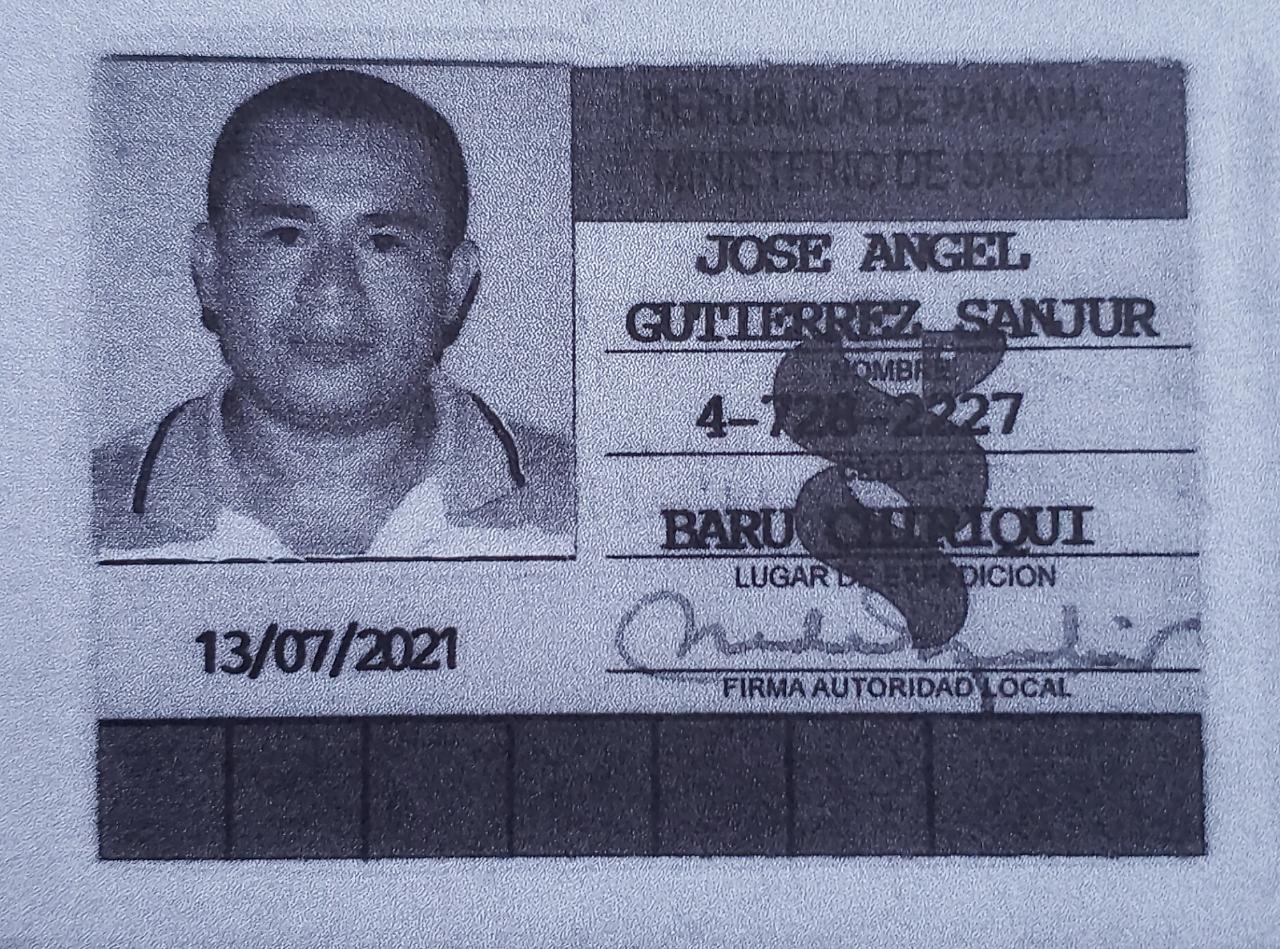 REPUBLICA DE PANAMA
MINISTERIO DE SALUD
JOSE ANGEL
GUTIERREZ SANJUR
NOMBRE
4-728-2227
CEDULA
BARU CHIRIQUI
LUGAR DE EXPEDICION
13/07/2021
FIRMA AUTORIDAD LOCAL